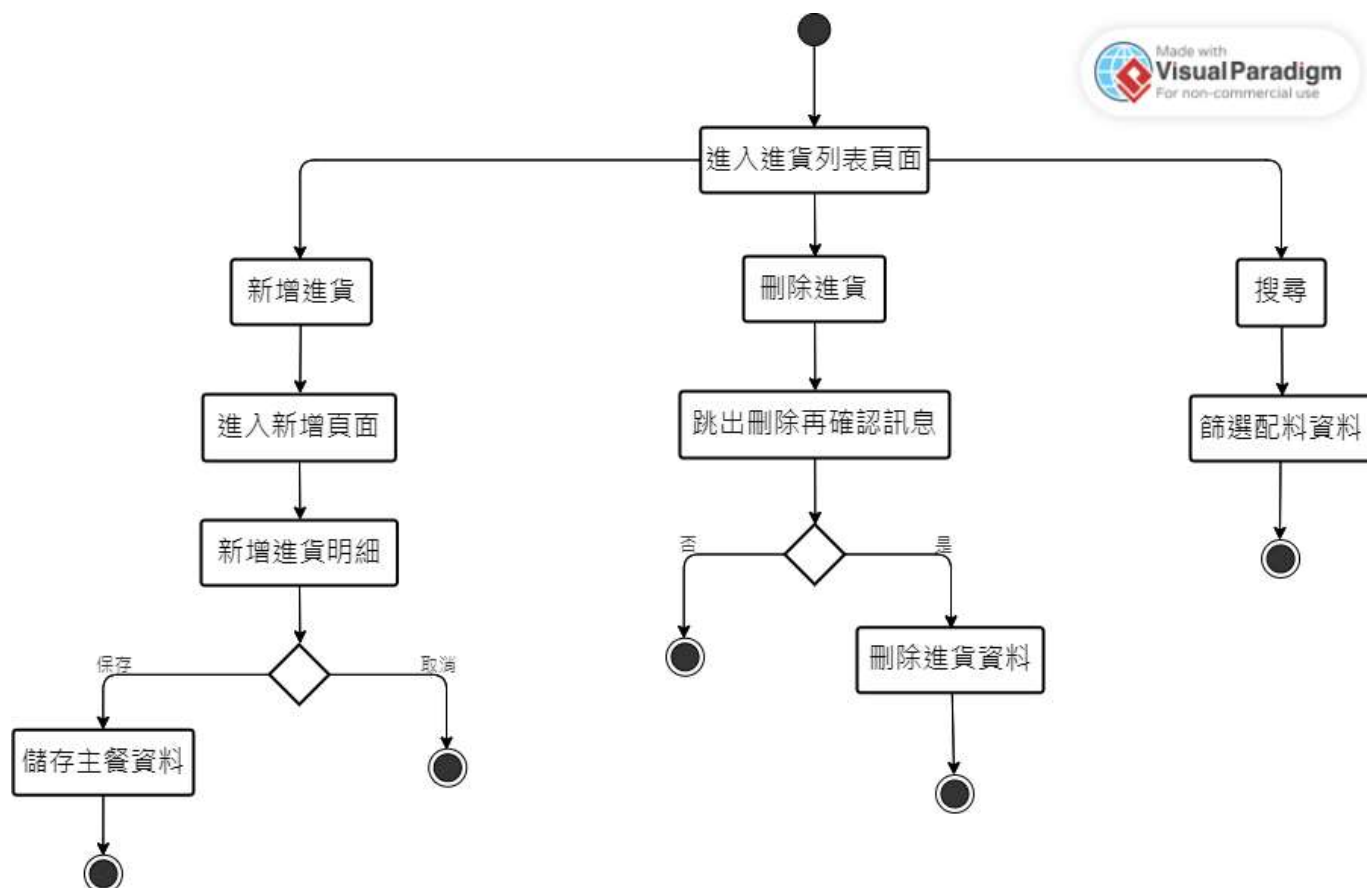 Made with
Visual Paradigm
For non-commercial use
進入進貨列表頁面
新增進貨
刪除進貨
搜尋
進入新增頁面
跳出刪除再確認訊息
篩選配料資料
新增進貨明細
否
是
刪除進貨資料
保存
取消
儲存主餐資料